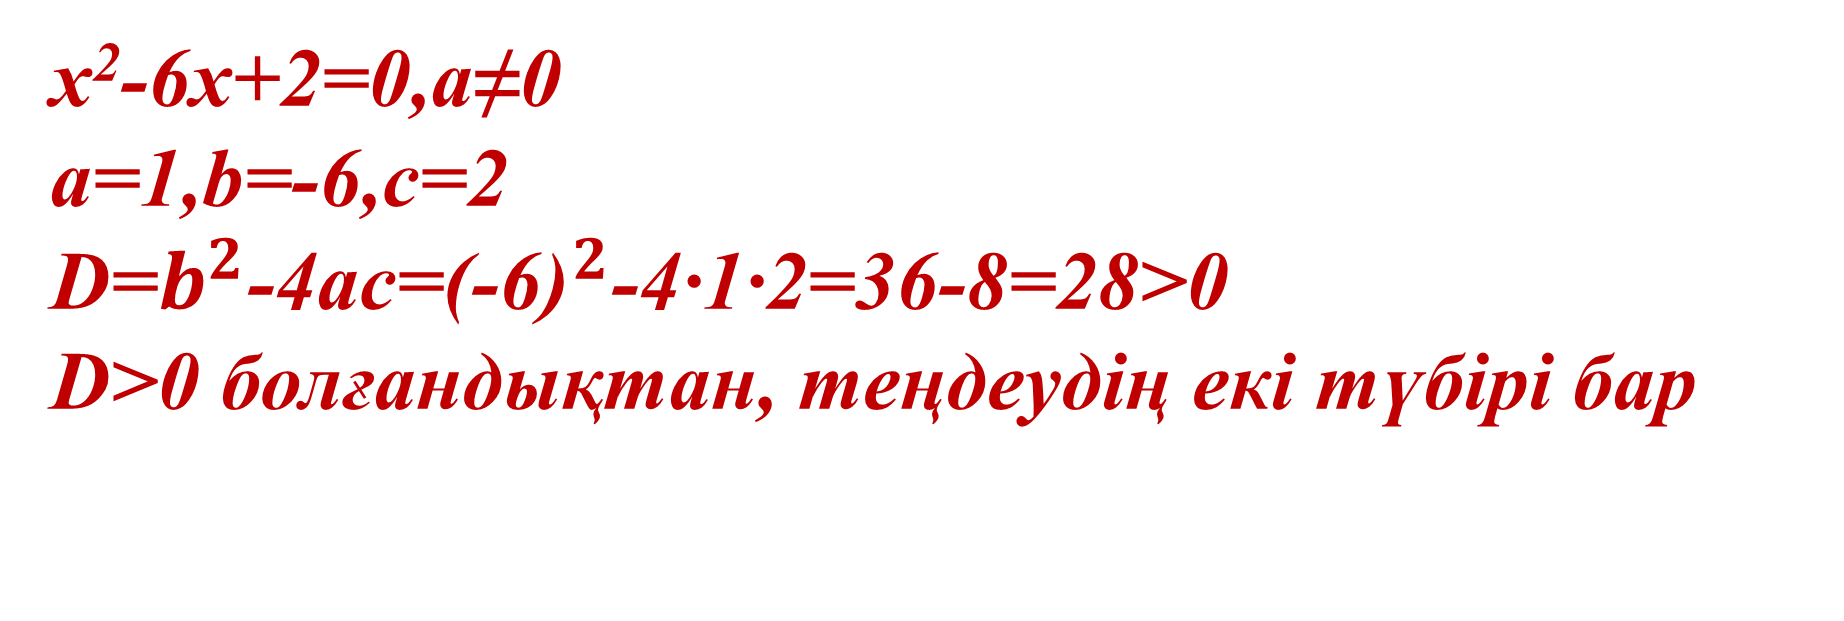 x²-6x+2=0,a≠0
a=1,b=-6,c=2
D=b²-4ac=(-6)²-4·1·2=36-8=28>0
D>0 болғандықтан, теңдеудің екі түбірі бар